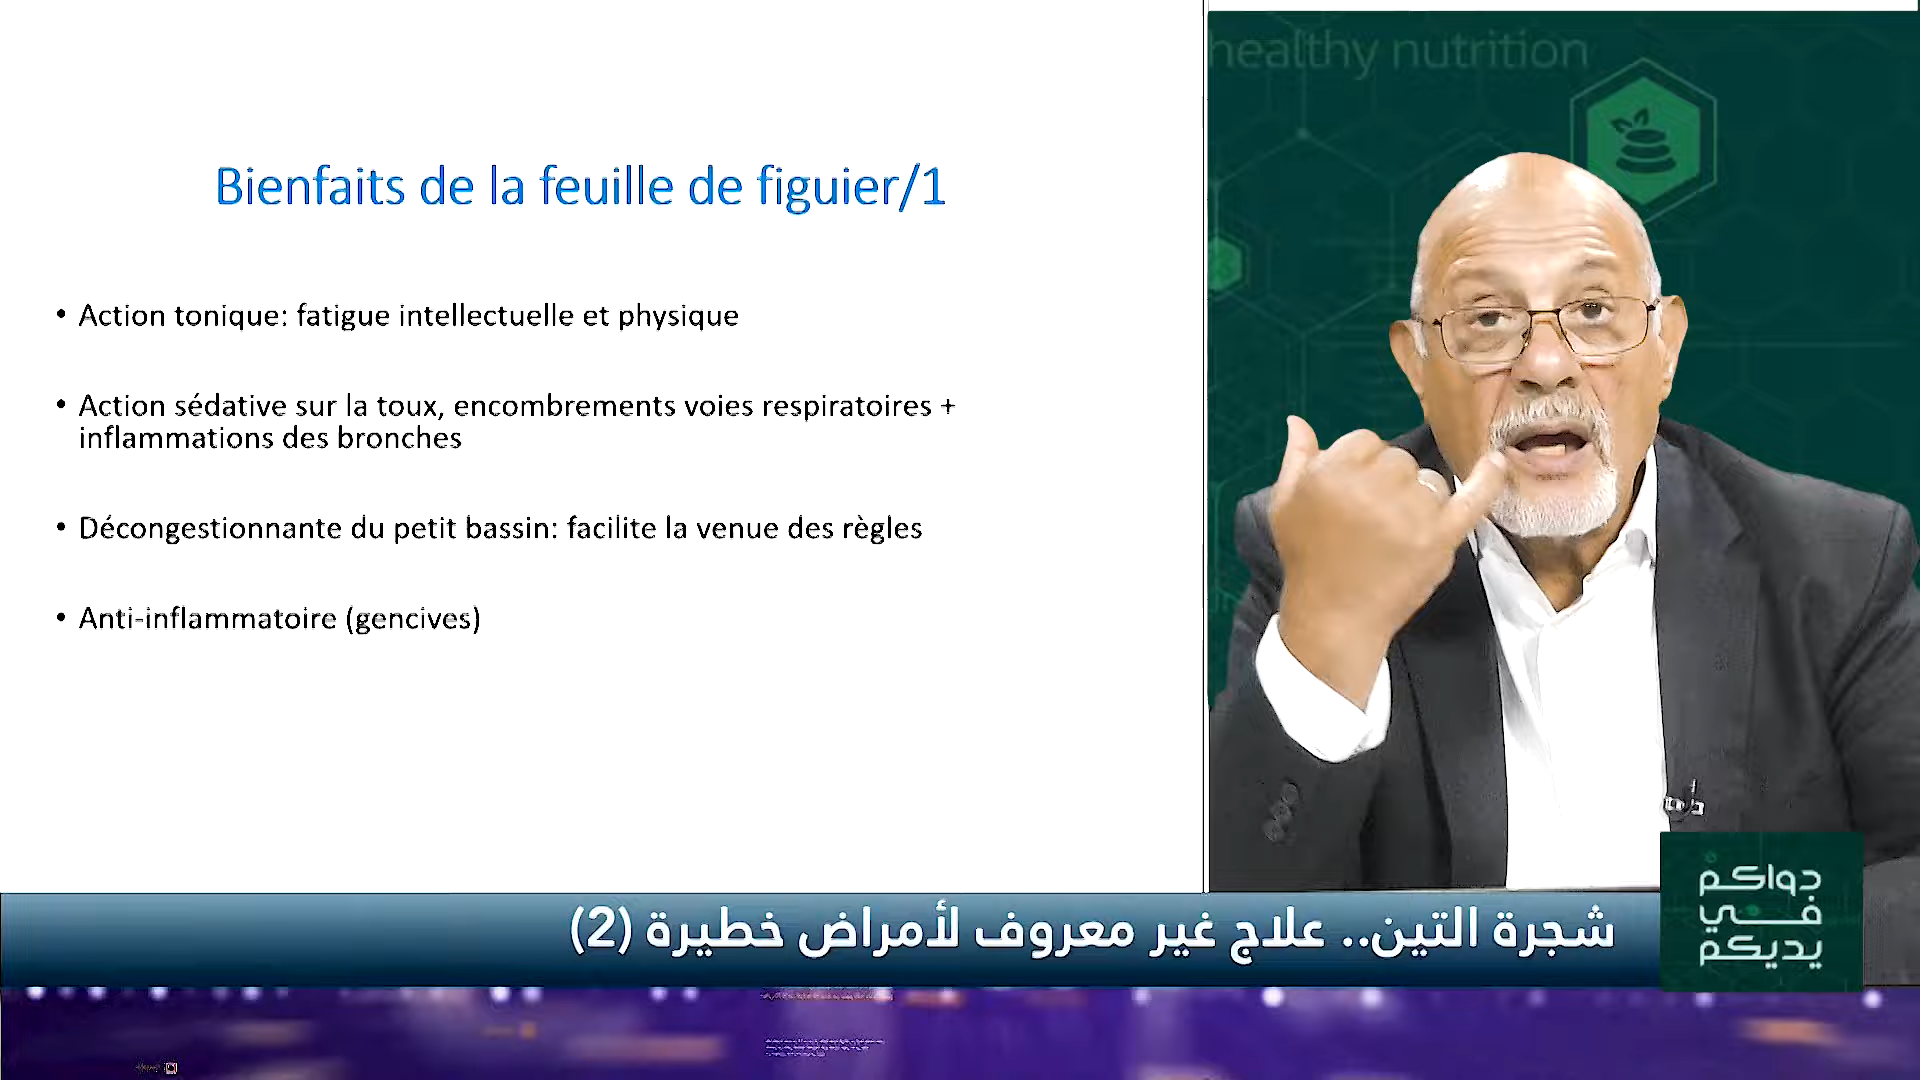 healthy nutrition
Bienfaits de la feuille de figuier/1
• Action tonique: fatigue intellectuelle et physique
• Action sédative sur la toux, encombrements voies respiratoires +
inflammations des bronches
• Décongestionnante du petit bassin: facilite la venue des règles
• Anti-inflammatoire (gencives)
شجرة التين.. علاج غير معروف لأمراض خطيرة (2)
دواكم
في
يديكم